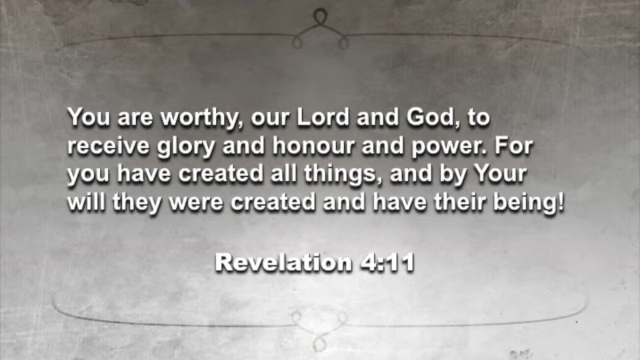 You are worthy, our Lord and God, to
receive glory and honour and power. For
you have created all things, and by Your
will they were created and have their being!
Revelation 4:11